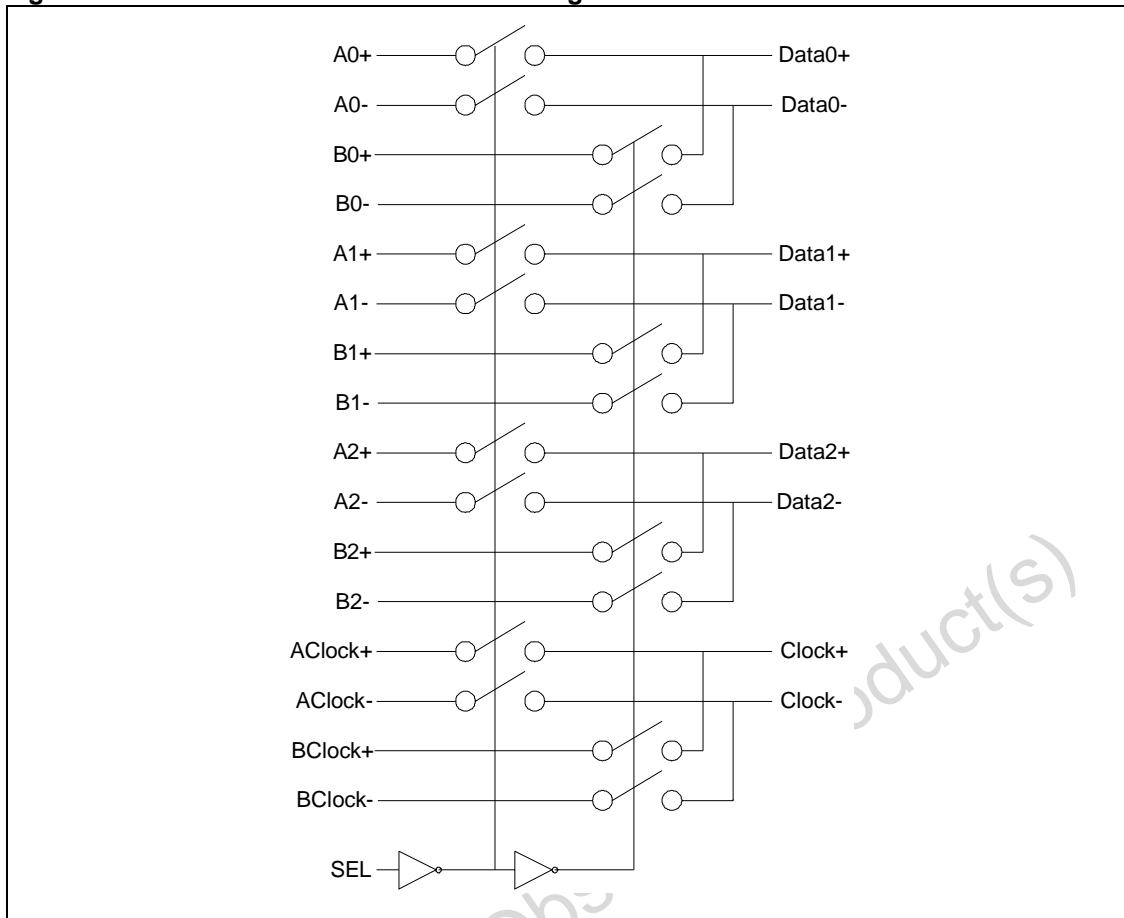 A0+
Data0+
A0-
Data0-
B0+
B0-
A1+
Data1+
A1-
Data1-
B1+
B1-
A2+
Data2+
A2-
Data2-
B2+
B2-
AClock+
Clock+
AClock-
Clock-
BClock+
BClock-
SEL